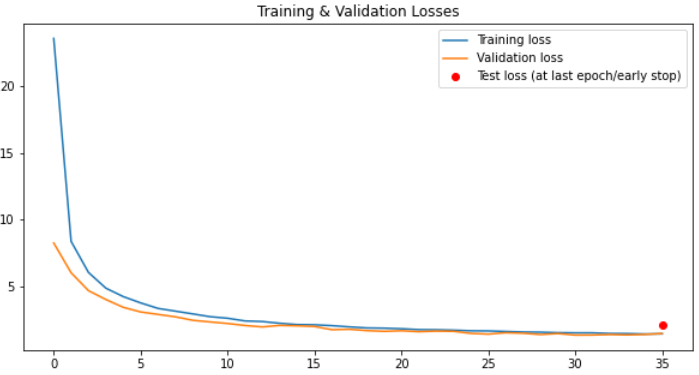 Training & Validation Losses
Training loss
Validation loss
Test loss (at last epoch/early stop)
20
15
10
5
0 5 10 15 20 25 30 35